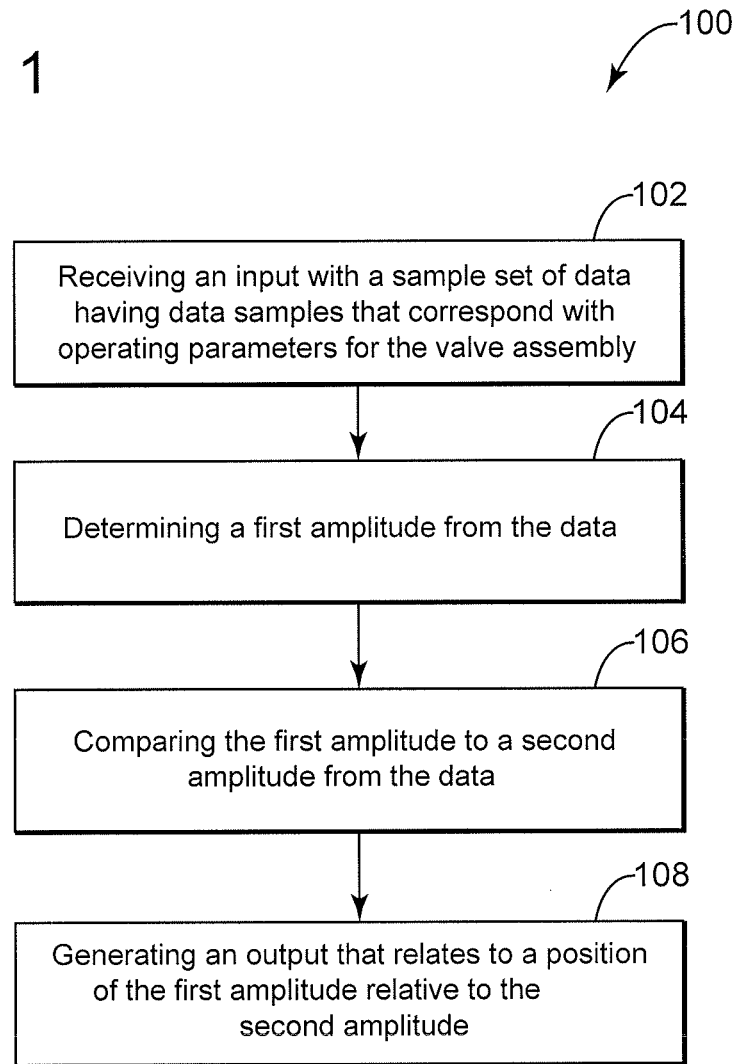 100
1
102
Receiving an input with a sample set of data
having data samples that correspond with
operating parameters for the valve assembly
104
Determining a first amplitude from the data
106
Comparing the first amplitude to a second
amplitude from the data
108
Generating an output that relates to a position
of the first amplitude relative to the
second amplitude